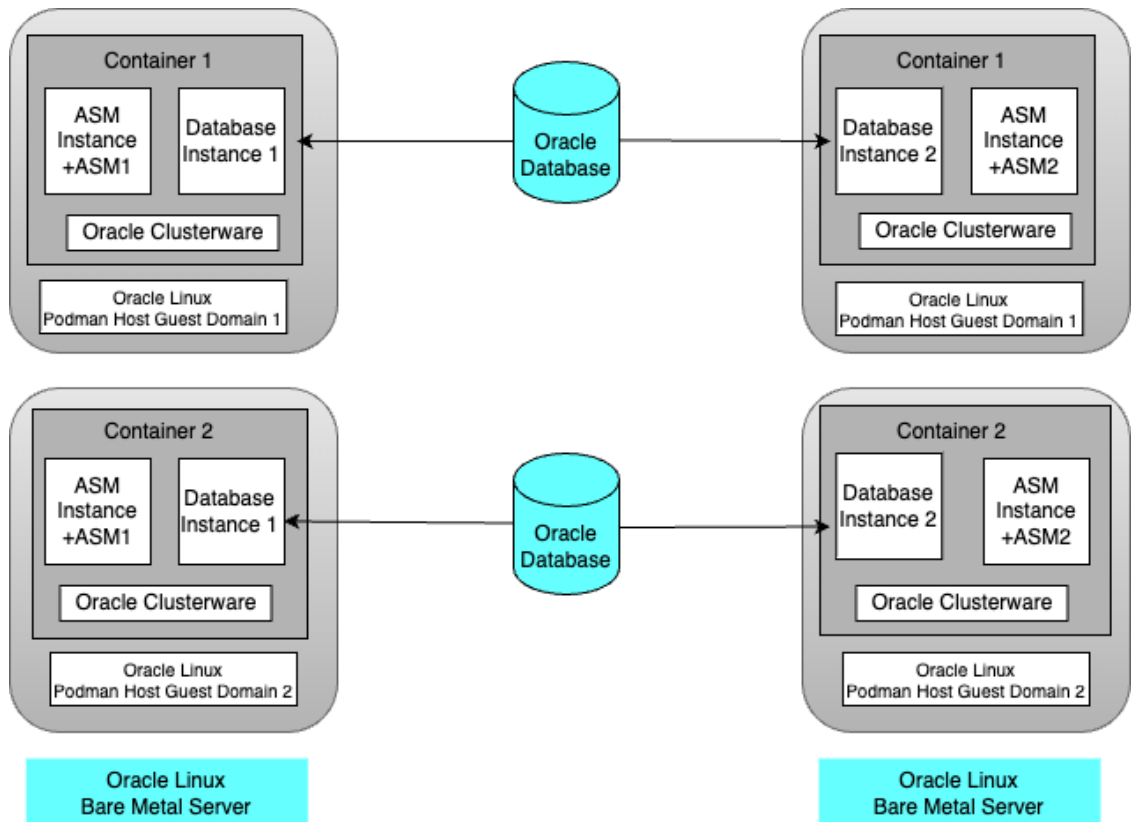 Container 1
ASM
Instance
+ASM1
Database
Instance 1
Oracle Clusterware
Oracle Linux
Podman Host Guest Domain 1
Oracle
Database
Container 1
Database
Instance 2
ASM
Instance
+ASM2
Oracle Clusterware
Oracle Linux
Podman Host Guest Domain 1
Container 2
ASM
Instance
+ASM1
Database
Instance 1
Oracle Clusterware
Oracle Linux
Podman Host Guest Domain 2
Oracle
Database
Container 2
Database
Instance 2
ASM
Instance
+ASM2
Oracle Clusterware
Oracle Linux
Podman Host Guest Domain 2
Oracle Linux
Bare Metal Server
Oracle Linux
Bare Metal Server